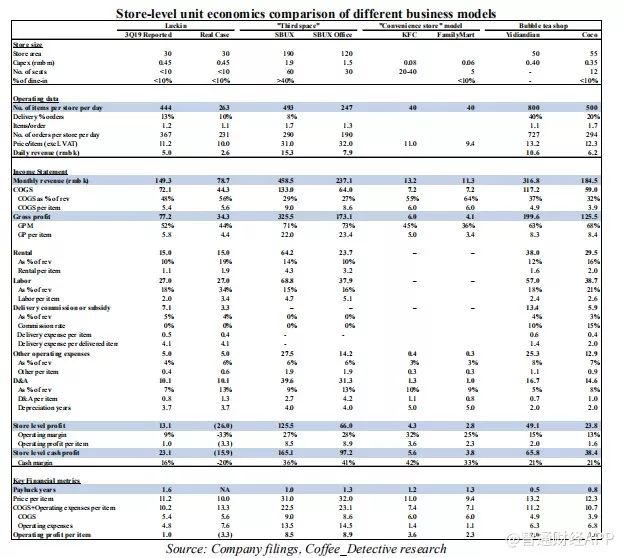 Store-level unit economics comparison of different business models
Luckin "Third space" "Convenience store" model Bubble tea shop
3Q19 Reported Real Case SBUX SBUX Office KFC FamilyMart Yidiandian Coco
Store size
Store area 30 30 190 120 50 55
Capex (rmb m) 0.45 0.45 1.9 1.5 0.08 0.06 0.40 0.35
No. of seats <10 <10 60 30 20-40 5 - 12
% of dine-in <10% <10% >40% <10% <10%
Operating data
No. of items per store per day 444 263 493 247 40 40 800 500
Delivery % orders 13% 10% 8% 40% 20%
Items/order 1.2 1.1 1.7 1.3 1.1 1.7
No. of orders per store per day 367 231 290 190 727 294
Price/item (excl. VAT) 11.2 10.0 31.0 32.0 11.0 9.4 13.2 12.3
Daily revenue (rmb k) 5.0 2.6 15.3 7.9 10.6 6.2
Income Statement
Monthly revenue (rmb k) 149.3 78.7 458.5 237.1 13.2 11.3 316.8 184.5
COGS 72.1 44.3 133.0 64.0 7.2 7.2 117.2 59.0
COGS as % of rev 48% 56% 29% 27% 55% 64% 37% 32%
COGS per item 5.4 5.6 9.0 8.6 6.0 6.0 4.9 3.9
Gross profit 77.2 34.3 325.5 173.1 6.0 4.1 199.6 125.5
GPM 52% 44% 71% 73% 45% 36% 63% 68%
GP per item 5.8 4.4 22.0 23.4 5.0 3.4 8.3 8.4
Rental 15.0 15.0 64.2 23.7 – – 38.0 29.5
As % of rev 10% 19% 14% 10% 12% 16%
Rental per item 1.1 1.9 4.3 3.2 1.6 2.0
Labor 27.0 27.0 68.8 37.9 – – 57.0 38.7
As % of rev 18% 34% 15% 16% 18% 21%
Labor per item 2.0 3.4 4.7 5.1 2.4 2.6
Delivery commission or subsidy 7.1 3.3 – – 13.4 5.9
As % of rev 5% 4% 0% 0% 4% 3%
Commission rate 0% 0% 0% 0% 10% 15%
Delivery expense per item 0.5 0.4 - - 0.6 0.4
Delivery expense per delivered item 4.1 4.1 - 1.4 2.0
Other operating expenses 5.0 5.0 27.5 14.2 0.4 0.3 25.3 12.9
As % of rev 4% 6% 6% 6% 3% 3% 8% 7%
Other per item 0.4 0.6 1.9 1.9 0.3 0.3 1.1 0.9
D&A 10.1 10.1 39.6 31.3 1.3 1.0 16.7 14.6
As % of rev 7% 13% 9% 13% 10% 9% 5% 8%
D&A per item 0.8 1.3 2.7 4.2 1.1 0.8 0.7 1.0
Depreciation years 3.7 3.7 4.0 4.0 5.0 5.0 2.0 2.0
Store level profit 13.1 (26.0) 125.5 66.0 4.3 2.8 49.1 23.8
Operating margin 9% -33% 27% 28% 32% 25% 15% 13%
Operating profit per item 1.0 (3.3) 8.5 8.9 3.6 2.3 2.0 1.6
Store level cash profit 23.1 (15.9) 165.1 97.2 5.6 3.8 65.8 38.4
Cash margin 16% -20% 36% 41% 42% 33% 21% 21%
Key Financial metrics
Payback years 1.6 NA 1.0 1.3 1.2 1.3 0.5 0.8
Price per item 11.2 10.0 31.0 32.0 11.0 9.4 13.2 12.3
COGS+Operating expenses per item 10.2 13.3 22.5 23.1 7.4 7.1 11.2 10.7
COGS 5.4 5.6 9.0 8.6 6.0 6.0 4.9 3.9
Operating expenses 4.8 7.6 13.5 14.5 1.4 1.1 6.3 6.8
Operating profit per item 1.0 (3.3) 8.5 8.9 3.6 2.3
Source: Company filings, Coffee_Detective research
智通财经APP